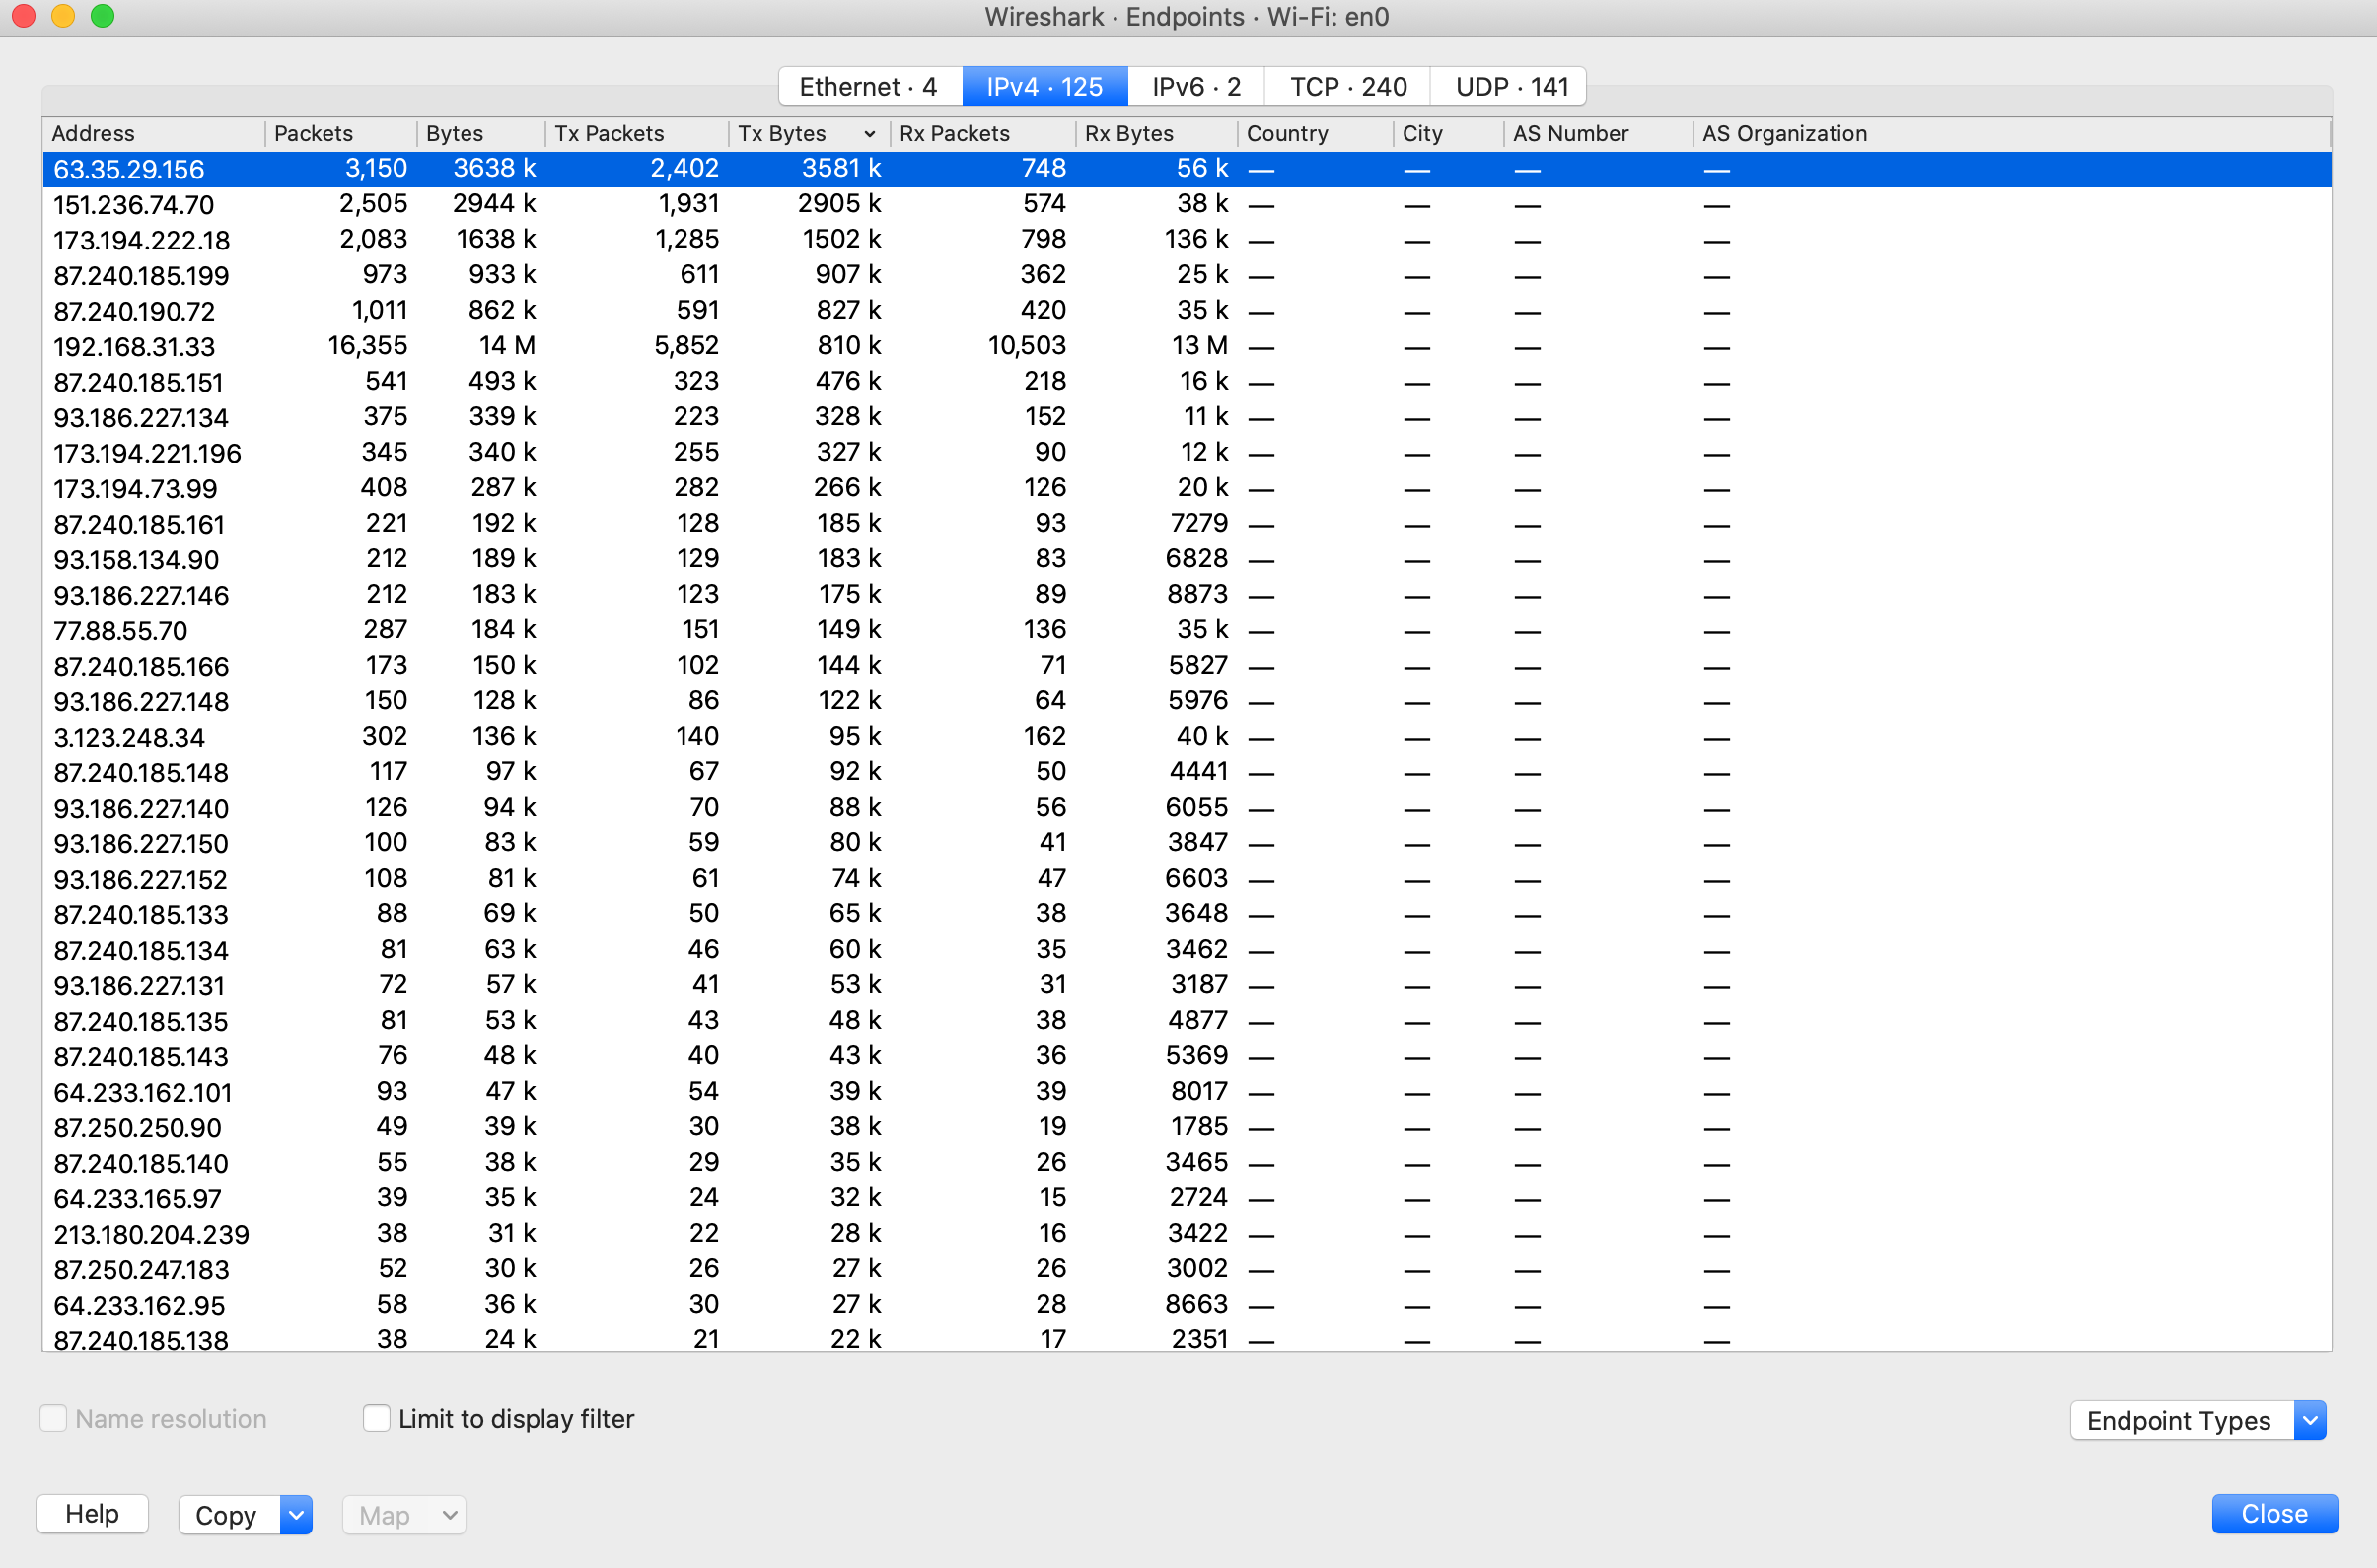 Wireshark · Endpoints · Wi-Fi: en0
Ethernet · 4 IPv4 · 125 IPv6 · 2 TCP · 240 UDP · 141
Address Packets Bytes Tx Packets Tx Bytes Rx Packets Rx Bytes Country City AS Number AS Organization
63.35.29.156 3,150 3638 k 2,402 3581 k 748 56 k — — — —
151.236.74.70 2,505 2944 k 1,931 2905 k 574 38 k — — — —
173.194.222.18 2,083 1638 k 1,285 1502 k 798 136 k — — — —
87.240.185.199 973 933 k 611 907 k 362 25 k — — — —
87.240.190.72 1,011 862 k 591 827 k 420 35 k — — — —
192.168.31.33 16,355 14 M 5,852 810 k 10,503 13 M — — — —
87.240.185.151 541 493 k 323 476 k 218 16 k — — — —
93.186.227.134 375 339 k 223 328 k 152 11 k — — — —
173.194.221.196 345 340 k 255 327 k 90 12 k — — — —
173.194.73.99 408 287 k 282 266 k 126 20 k — — — —
87.240.185.161 221 192 k 128 185 k 93 7279 — — — —
93.158.134.90 212 189 k 129 183 k 83 6828 — — — —
93.186.227.146 212 183 k 123 175 k 89 8873 — — — —
77.88.55.70 287 184 k 151 149 k 136 35 k — — — —
87.240.185.166 173 150 k 102 144 k 71 5827 — — — —
93.186.227.148 150 128 k 86 122 k 64 5976 — — — —
3.123.248.34 302 136 k 140 95 k 162 40 k — — — —
87.240.185.148 117 97 k 67 92 k 50 4441 — — — —
93.186.227.140 126 94 k 70 88 k 56 6055 — — — —
93.186.227.150 100 83 k 59 80 k 41 3847 — — — —
93.186.227.152 108 81 k 61 74 k 47 6603 — — — —
87.240.185.133 88 69 k 50 65 k 38 3648 — — — —
87.240.185.134 81 63 k 46 60 k 35 3462 — — — —
93.186.227.131 72 57 k 41 53 k 31 3187 — — — —
87.240.185.135 81 53 k 43 48 k 38 4877 — — — —
87.240.185.143 76 48 k 40 43 k 36 5369 — — — —
64.233.162.101 93 47 k 54 39 k 39 8017 — — — —
87.250.250.90 49 39 k 30 38 k 19 1785 — — — —
87.240.185.140 55 38 k 29 35 k 26 3465 — — — —
64.233.165.97 39 35 k 24 32 k 15 2724 — — — —
213.180.204.239 38 31 k 22 28 k 16 3422 — — — —
87.250.247.183 52 30 k 26 27 k 26 3002 — — — —
64.233.162.95 58 36 k 30 27 k 28 8663 — — — —
87.240.185.138 38 24 k 21 22 k 17 2351 — — — —
Name resolution Limit to display filter Endpoint Types
Help Copy Map Close